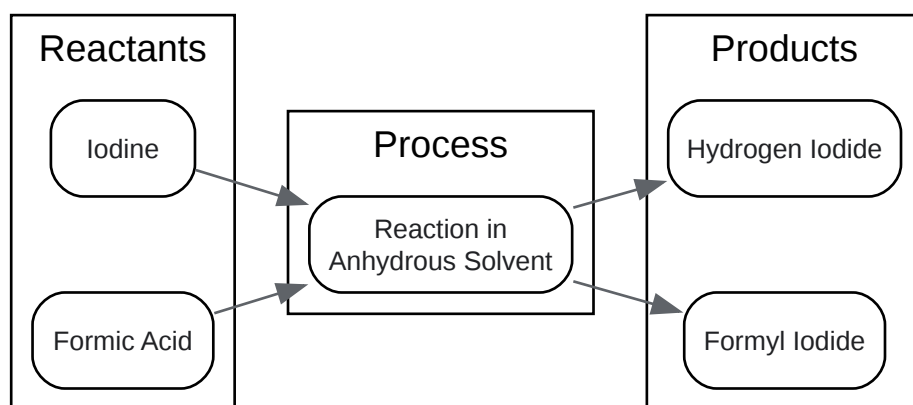 Reactants
Iodine
Formic Acid
Process
Reaction in
Anhydrous Solvent
Products
Hydrogen Iodide
Formyl Iodide